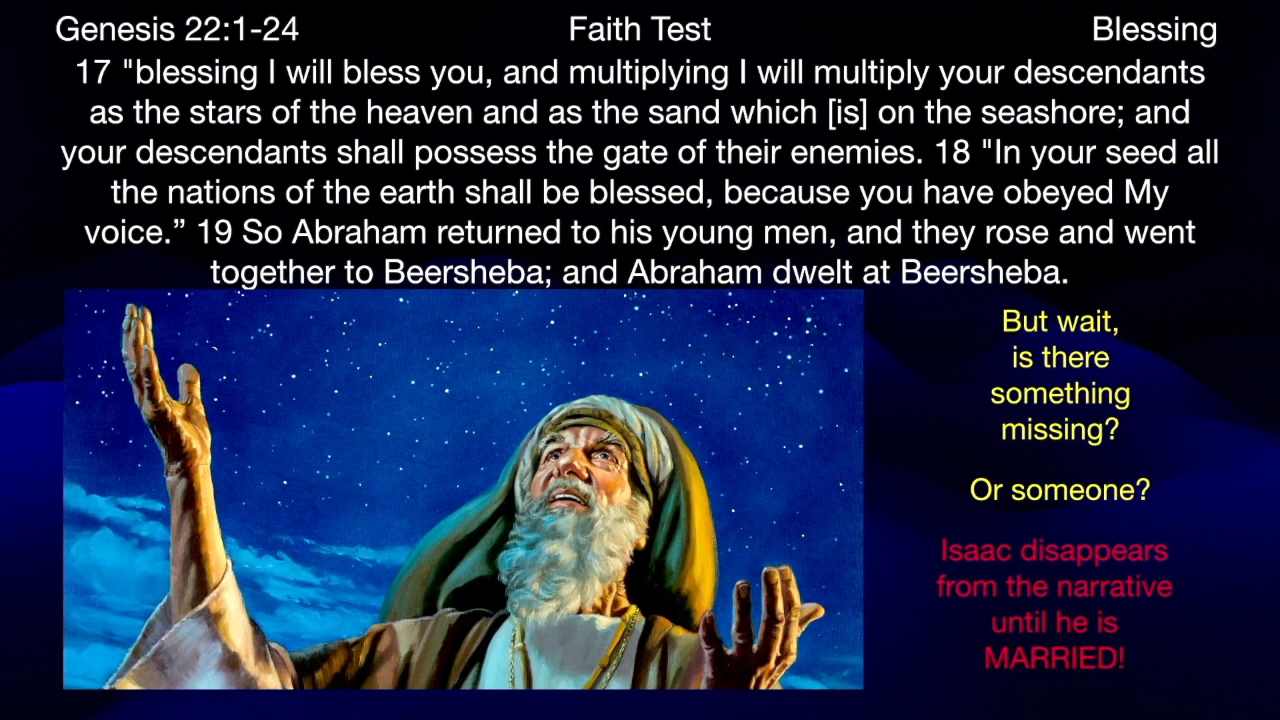 Genesis 22:1-24 Faith Test Blessing
17 "blessing I will bless you, and multiplying I will multiply your descendants
as the stars of the heaven and as the sand which [is] on the seashore; and
your descendants shall possess the gate of their enemies. 18 "In your seed all
the nations of the earth shall be blessed, because you have obeyed My
voice.” 19 So Abraham returned to his young men, and they rose and went
together to Beersheba; and Abraham dwelt at Beersheba.
But wait,
is there
something
missing?
Or someone?
Isaac disappears
from the narrative
until he is
MARRIED!